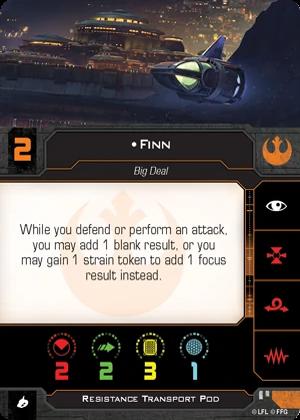 2
• Finn
Big Deal
While you defend or perform an attack,
you may add 1 blank result, or you
may gain 1 strain token to add 1 focus
result instead.
2 2 3 1
Resistance Transport Pod
©LFL ©FFG